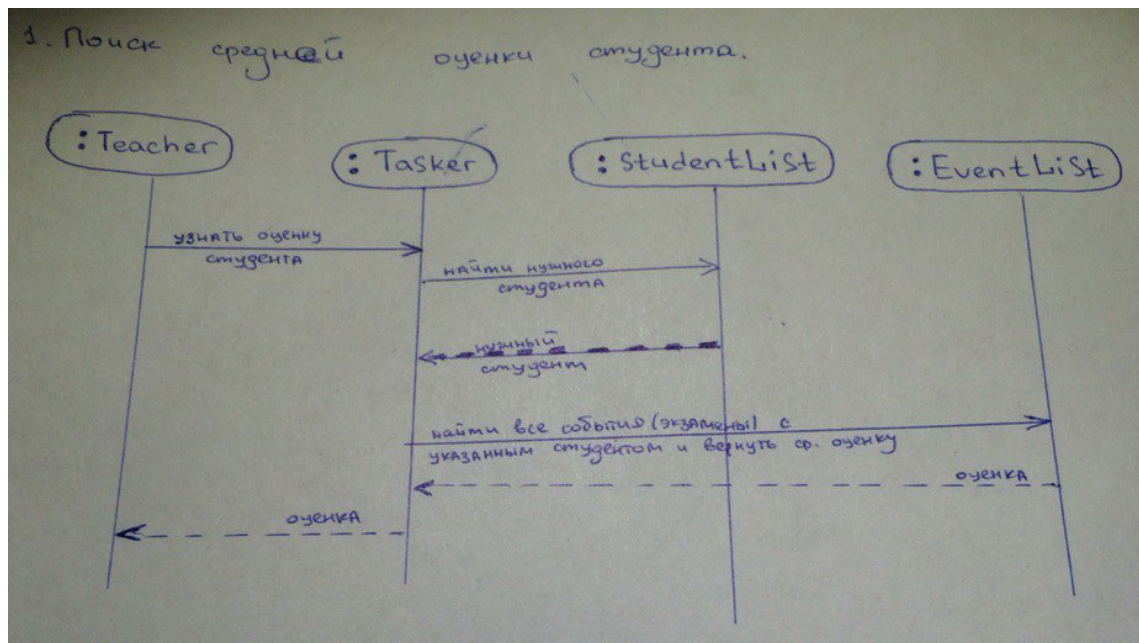 1. Поиск средней оценки студента.
:Teacher
:Tasker
:StudentLiSt
:EventLiSt
узнать оценку
студента
найти нужного
студента
нужный
студент
найти все события (экзамены) с
указанным студентом и вернуть ср. оценку
оценка
оценка